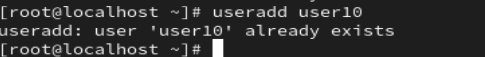 [root@localhost ~]# useradd user10
useradd: user 'user10' already exists
[root@localhost ~]#